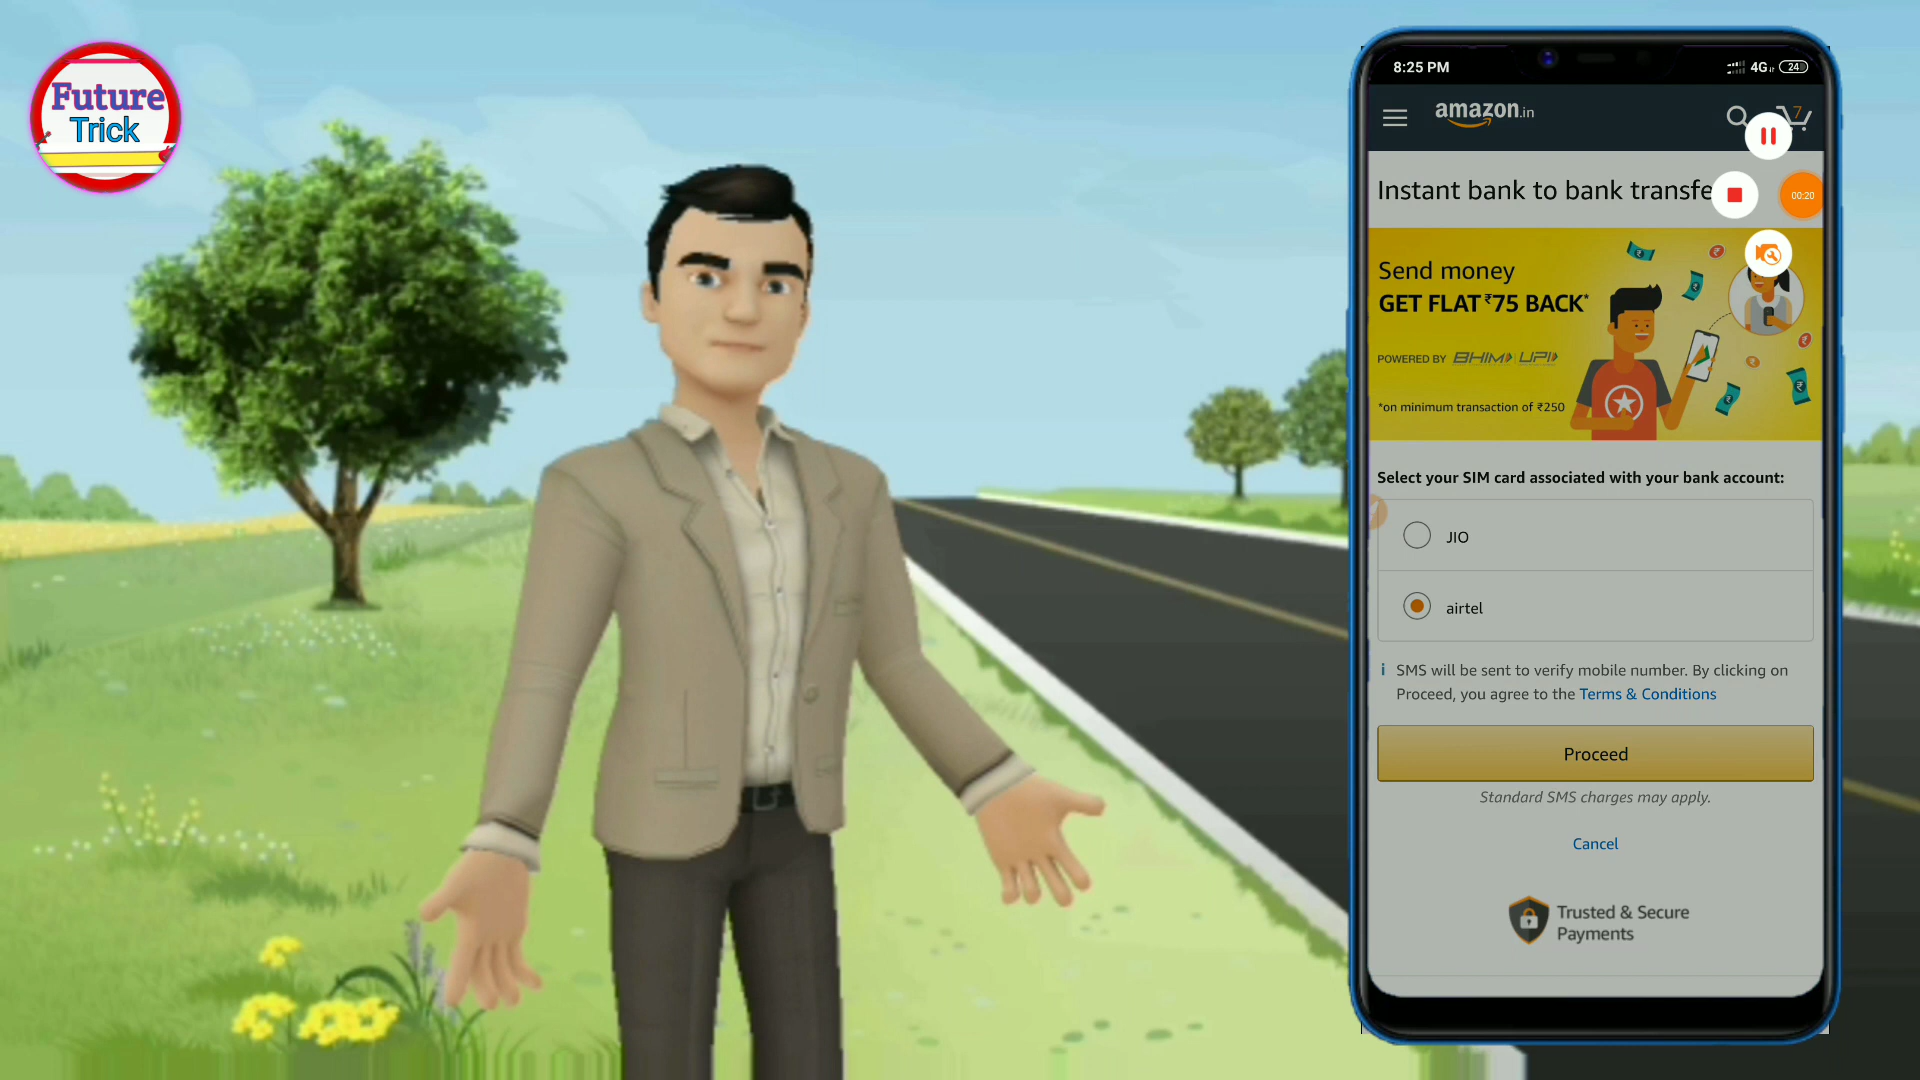 Future
Trick
8:25 PM
4G
24
amazon.in
7
Instant bank to bank transfe
00:20
Send money
GET FLAT ₹75 BACK*
POWERED BY BHIM UPI
*on minimum transaction of ₹250
Select your SIM card associated with your bank account:
JIO
airtel
i SMS will be sent to verify mobile number. By clicking on
Proceed, you agree to the Terms & Conditions
Proceed
Standard SMS charges may apply.
Cancel
Trusted & Secure
Payments